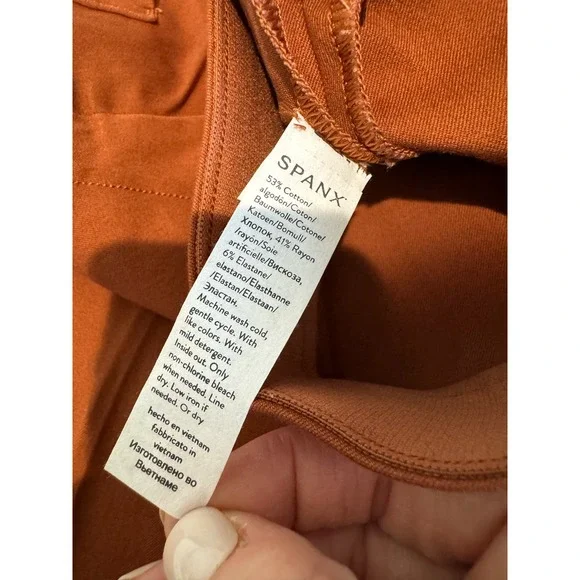 SPANX
53% Cotton/
algodón/Coton/
Baumwolle/Cotone/
Katoen/Bomull/
Хлопок, 41% Rayon
/rayón/Soie
artificielle/Вискоза,
6% Elastane/
elastano/Elasthanne
/Elastan/Elastaan/
Эластан.
Machine wash cold,
gentle cycle. With
like colors. With
mild detergent.
Inside out. Only
non-chlorine bleach
when needed. Line
dry. Low iron if
needed. Or dry
hecho en vietnam
fabbricato in
vietnam
Изготовлено во
Вьетнаме